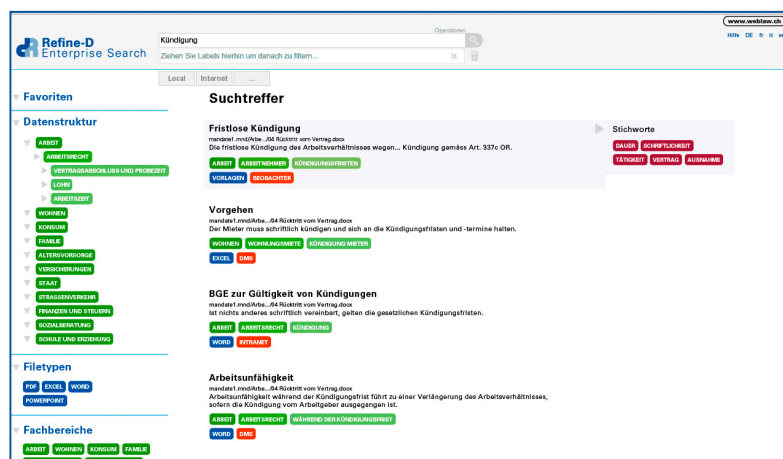 www.weblaw.ch
Hilfe DE fr it
Operatoren
Refine-D
Enterprise Search
Kündigung
Ziehen Sie Labels hierhin um danach zu filtern...
Local Internet ...
Favoriten
Datenstruktur
ARBEIT
ARBEITSRECHT
VERTRAGSABSCHLUSS UND PROBEZEIT
LOHN
ARBEITSZEIT
WOHNEN
KONSUM
FAMILIE
ALTERSVORSORGE
VERSICHERUNGEN
STAAT
STRASSENVERKEHR
FINANZEN UND STEUERN
SOZIALBERATUNG
SCHULE UND ERZIEHUNG
Filetypen
PDF EXCEL WORD
POWERPOINT
Fachbereiche
ARBEIT WOHNEN KONSUM FAMILIE
Suchtreffer
Fristlose Kündigung
mandate1.mnd/Arbe.../04 Rücktritt vom Vertrag.docx
Die fristlose Kündigung des Arbeitsverhältnisses wegen... Kündigung gemäss Art. 337c OR.
ARBEIT ARBEITNEHMER KÜNDIGUNGSFRISTEN
VORLAGEN BEOBACHTER
Vorgehen
mandate1.mnd/Arbe.../04 Rücktritt vom Vertrag.docx
Der Mieter muss schriftlich kündigen und sich an die Kündigungsfristen und -termine halten.
WOHNEN WOHNUNGSMIETE KÜNDIGUNG MIETER
EXCEL DMS
BGE zur Gültigkeit von Kündigungen
mandate1.mnd/Arbe.../04 Rücktritt vom Vertrag.docx
Ist nichts anderes schriftlich vereinbart, gelten die gesetzlichen Kündigungsfristen.
ARBEIT ARBEITSRECHT KÜNDIGUNG
WORD INTRANET
Arbeitsunfähigkeit
mandate1.mnd/Arbe.../04 Rücktritt vom Vertrag.docx
Arbeitsunfähigkeit während der Kündigungsfrist führt zu einer Verlängerung des Arbeitsverhältnisses,
sofern die Kündigung vom Arbeitgeber ausgegangen ist.
ARBEIT ARBEITSRECHT WÄHREND DER KÜNDIGUNGSFRIST
WORD DMS
Stichworte
DAUER SCHRIFTLICHKEIT
TÄTIGKEIT VERTRAG AUSNAHME